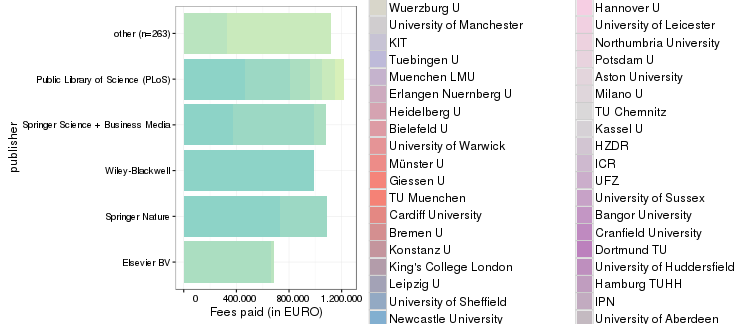 publisher
other (n=263)
Public Library of Science (PLoS)
Springer Science + Business Media
Wiley-Blackwell
Springer Nature
Elsevier BV
0 400.000 800.000 1.200.000
Fees paid (in EURO)
Wuerzburg U
University of Manchester
KIT
Tuebingen U
Muenchen LMU
Erlangen Nuernberg U
Heidelberg U
Bielefeld U
University of Warwick
Münster U
Giessen U
TU Muenchen
Cardiff University
Bremen U
Konstanz U
King's College London
Leipzig U
University of Sheffield
Newcastle University
Hannover U
University of Leicester
Northumbria University
Potsdam U
Aston University
Milano U
TU Chemnitz
Kassel U
HZDR
ICR
UFZ
University of Sussex
Bangor University
Cranfield University
Dortmund TU
University of Huddersfield
Hamburg TUHH
IPN
University of Aberdeen